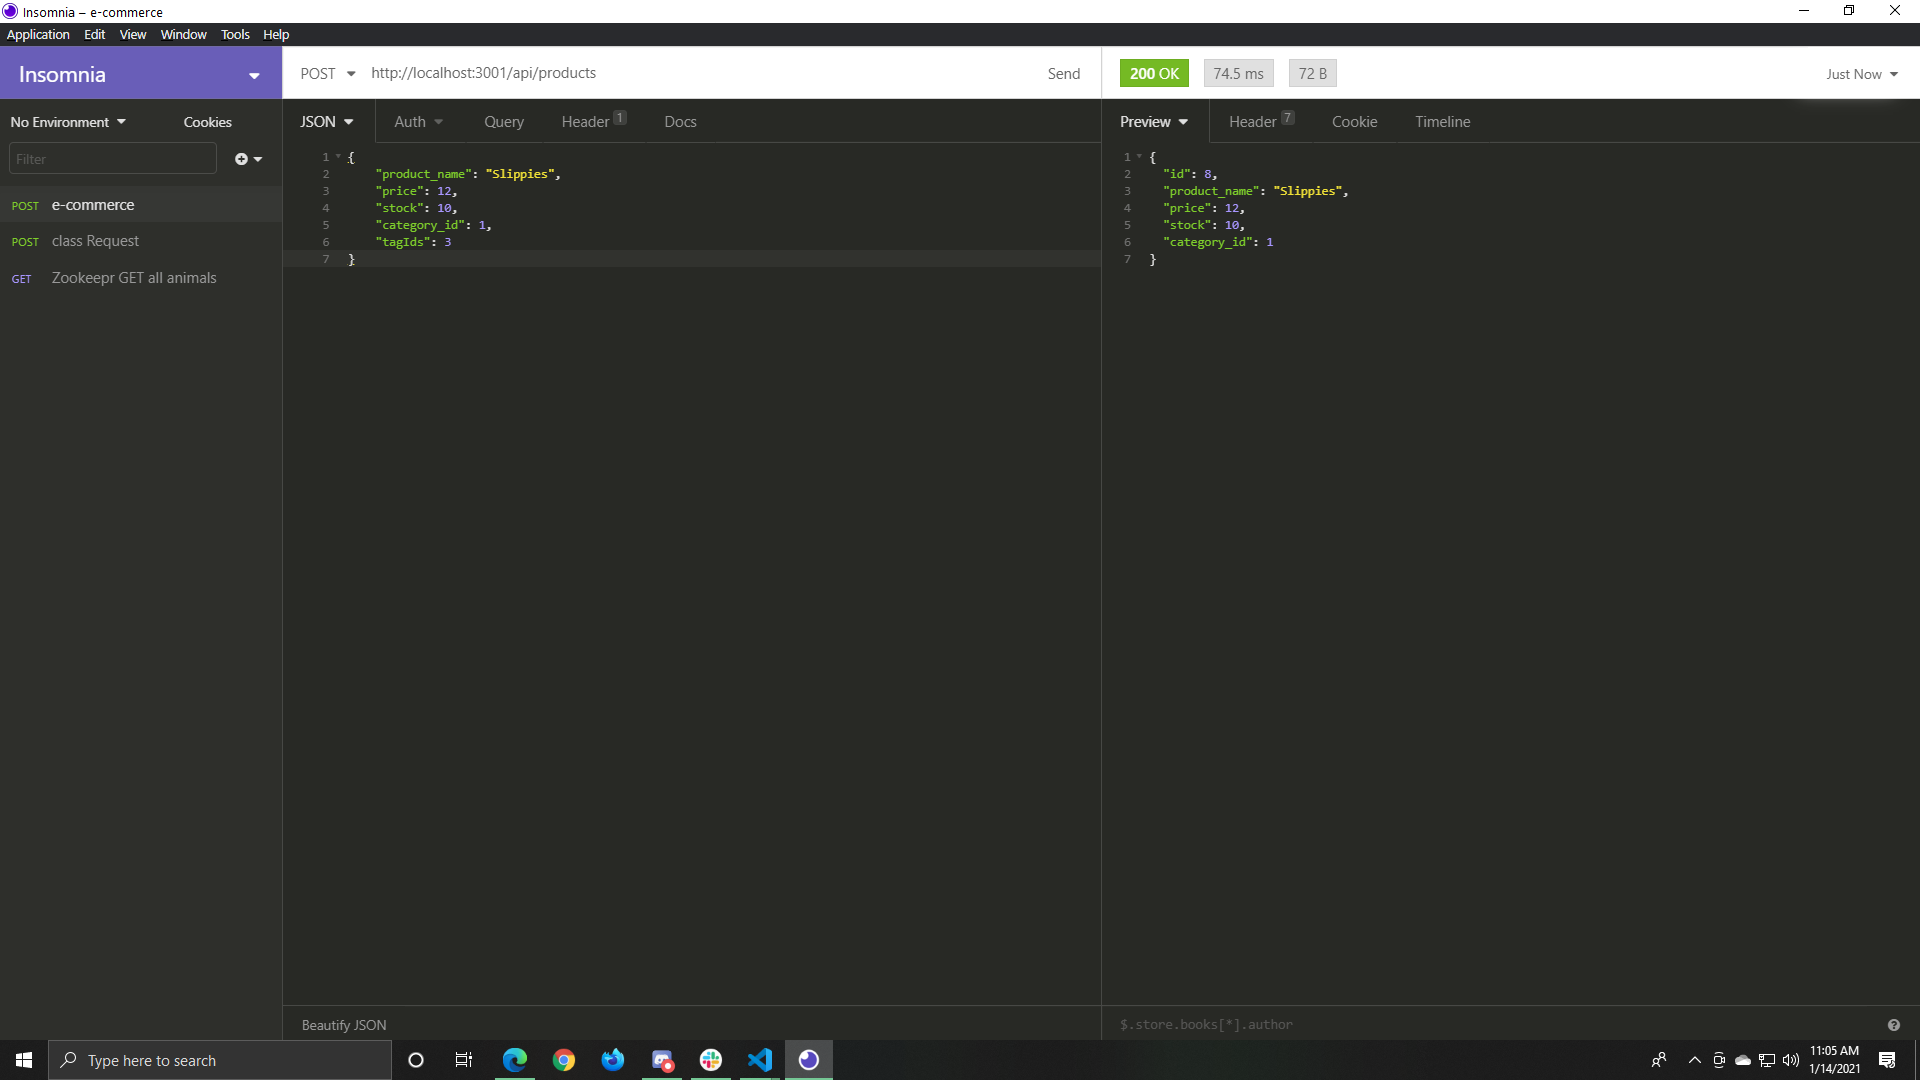 Insomnia – e-commerce
Application Edit View Window Tools Help
Insomnia
POST http://localhost:3001/api/products Send
200 OK 74.5 ms 72 B Just Now
No Environment Cookies
Filter
POST e-commerce
POST class Request
GET Zookeepr GET all animals
JSON Auth Query Header 1 Docs
1 {
2 "product_name": "Slippies",
3 "price": 12,
4 "stock": 10,
5 "category_id": 1,
6 "tagIds": 3
7 }
Beautify JSON
Preview Header 7 Cookie Timeline
1 {
2 "id": 8,
3 "product_name": "Slippies",
4 "price": 12,
5 "stock": 10,
6 "category_id": 1
7 }
$.store.books[*].author
Type here to search
11:05 AM
1/14/2021